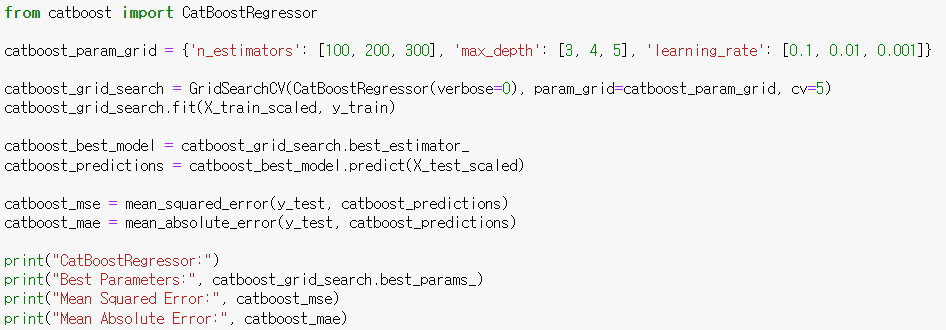 from catboost import CatBoostRegressor
catboost_param_grid = {'n_estimators': [100, 200, 300], 'max_depth': [3, 4, 5], 'learning_rate': [0.1, 0.01, 0.001]}
catboost_grid_search = GridSearchCV(CatBoostRegressor(verbose=0), param_grid=catboost_param_grid, cv=5)
catboost_grid_search.fit(X_train_scaled, y_train)
catboost_best_model = catboost_grid_search.best_estimator_
catboost_predictions = catboost_best_model.predict(X_test_scaled)
catboost_mse = mean_squared_error(y_test, catboost_predictions)
catboost_mae = mean_absolute_error(y_test, catboost_predictions)
print("CatBoostRegressor:")
print("Best Parameters:", catboost_grid_search.best_params_)
print("Mean Squared Error:", catboost_mse)
print("Mean Absolute Error:", catboost_mae)